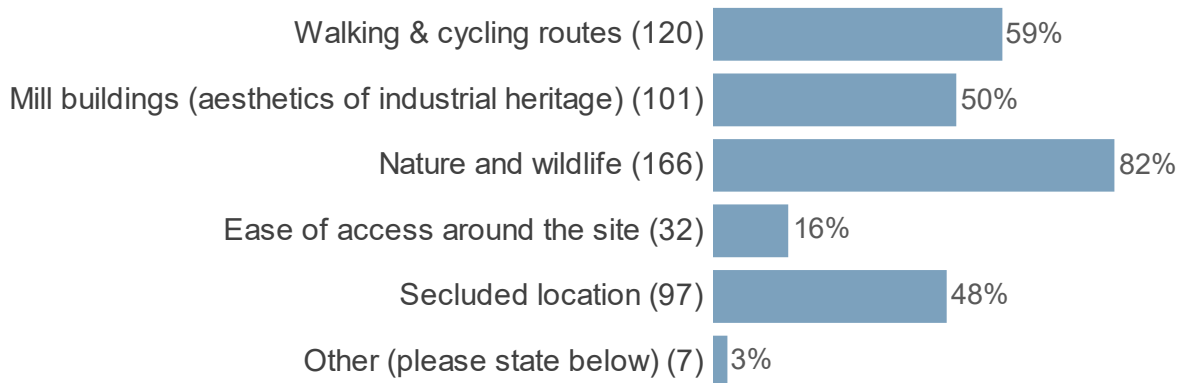 Walking & cycling routes (120) 59%
Mill buildings (aesthetics of industrial heritage) (101) 50%
Nature and wildlife (166) 82%
Ease of access around the site (32) 16%
Secluded location (97) 48%
Other (please state below) (7) 3%